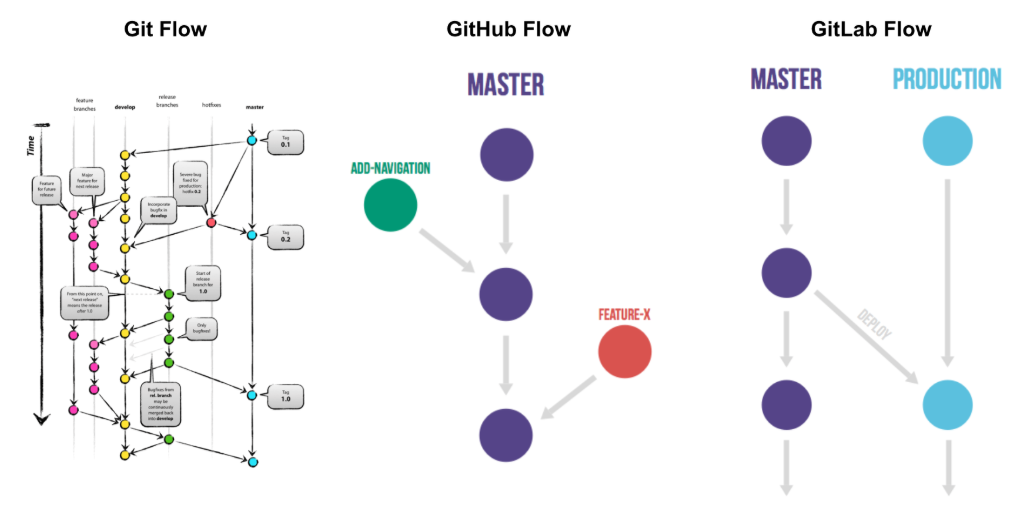 Git Flow
feature
branches
develop
release
branches
hotfixes
master
Time
Tag
0.1
Feature
for future
release
Major
feature for
next release
Severe bug
fixed for
production:
hotfix 0.2
Incorporate
bugfix in
develop
Tag
0.2
Start of
release
branch for
1.0
From this point on,
"next release"
means the release
after 1.0
Only
bugfixes!
Bugfixes from
rel. branch
may be
continuously
merged back
into develop
Tag
1.0
GitHub Flow
MASTER
ADD-NAVIGATION
FEATURE-X
GitLab Flow
MASTER
PRODUCTION
DEPLOY